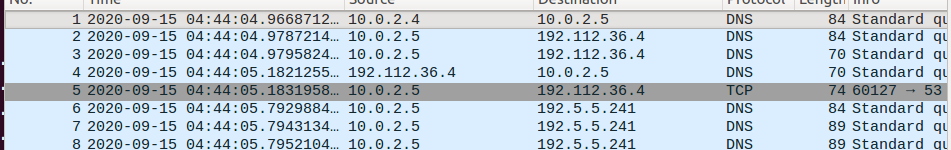 No. Time Source Destination Protocol Length Info
1 2020-09-15 04:44:04.9668712… 10.0.2.4 10.0.2.5 DNS 84 Standard qu
2 2020-09-15 04:44:04.9787214… 10.0.2.5 192.112.36.4 DNS 84 Standard qu
3 2020-09-15 04:44:04.9795824… 10.0.2.5 192.112.36.4 DNS 70 Standard qu
4 2020-09-15 04:44:05.1821255… 192.112.36.4 10.0.2.5 DNS 70 Standard qu
5 2020-09-15 04:44:05.1831958… 10.0.2.5 192.112.36.4 TCP 74 60127 → 53
6 2020-09-15 04:44:05.7929884… 10.0.2.5 192.5.5.241 DNS 84 Standard qu
7 2020-09-15 04:44:05.7943134… 10.0.2.5 192.5.5.241 DNS 89 Standard qu
8 2020-09-15 04:44:05.7952104… 10.0.2.5 192.5.5.241 DNS 89 Standard qu